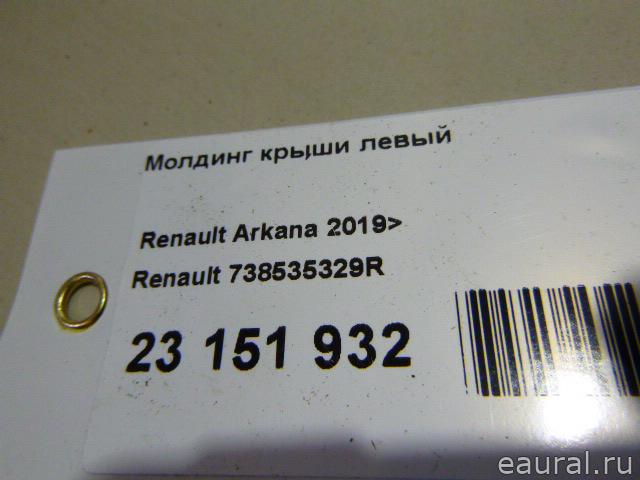 Молдинг крыши левый
Renault Arkana 2019>
Renault 738535329R
23 151 932
eaural.ru